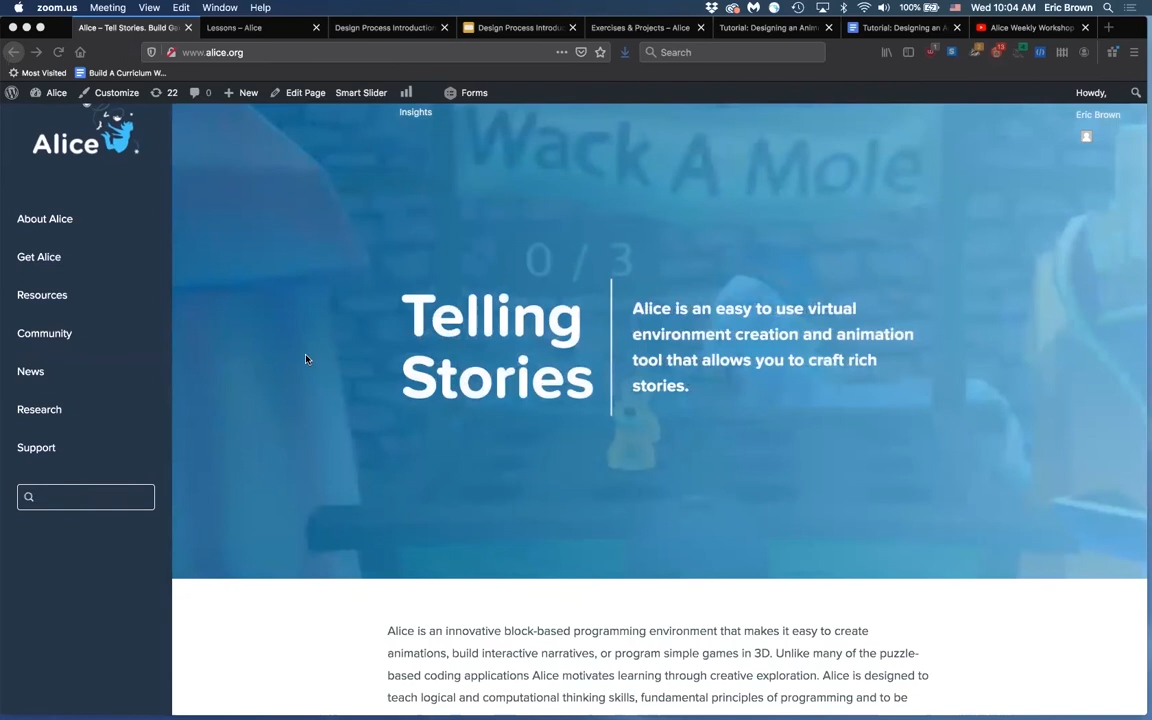 zoom.us Meeting View Edit Window Help 100% Wed 10:04 AM Eric Brown
Alice – Tell Stories. Build Ga Lessons – Alice Design Process Introduction Design Process Introduc Exercises & Projects – Alice Tutorial: Designing an Anim Tutorial: Designing an A Alice Weekly Workshop
www.alice.org Search
Most Visited Build A Curriclum W...
Alice Customize 22 0 New Edit Page Smart Slider Forms Howdy,
Insights
Eric Brown
Alice
Wack A Mole
0 / 3
About Alice
Get Alice
Resources
Community
News
Research
Support
Telling
Stories
Alice is an easy to use virtual
environment creation and animation
tool that allows you to craft rich
stories.
Alice is an innovative block-based programming environment that makes it easy to create
animations, build interactive narratives, or program simple games in 3D. Unlike many of the puzzle-
based coding applications Alice motivates learning through creative exploration. Alice is designed to
teach logical and computational thinking skills, fundamental principles of programming and to be